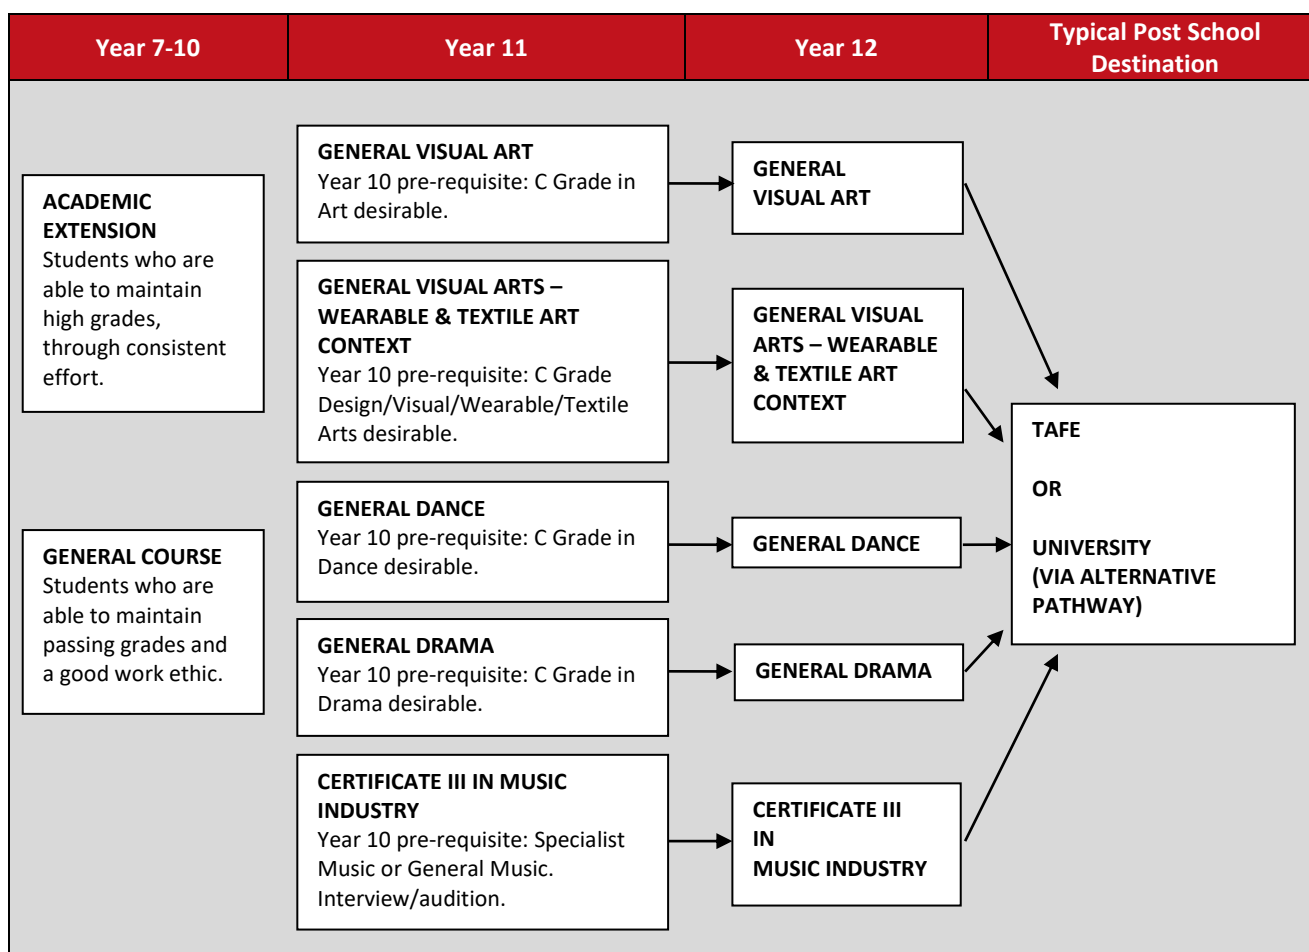 Year 7-10
Year 11
Year 12
Typical Post School
Destination
ACADEMIC
EXTENSION
Students who are
able to maintain
high grades,
through consistent
effort.
GENERAL COURSE
Students who are
able to maintain
passing grades and
a good work ethic.
GENERAL VISUAL ART
Year 10 pre-requisite: C Grade in
Art desirable.
GENERAL VISUAL ARTS –
WEARABLE & TEXTILE ART
CONTEXT
Year 10 pre-requisite: C Grade
Design/Visual/Wearable/Textile
Arts desirable.
GENERAL DANCE
Year 10 pre-requisite: C Grade in
Dance desirable.
GENERAL DRAMA
Year 10 pre-requisite: C Grade in
Drama desirable.
CERTIFICATE III IN MUSIC
INDUSTRY
Year 10 pre-requisite: Specialist
Music or General Music.
Interview/audition.
GENERAL
VISUAL ART
GENERAL VISUAL
ARTS – WEARABLE
& TEXTILE ART
CONTEXT
GENERAL DANCE
GENERAL DRAMA
CERTIFICATE III
IN
MUSIC INDUSTRY
TAFE
OR
UNIVERSITY
(VIA ALTERNATIVE
PATHWAY)